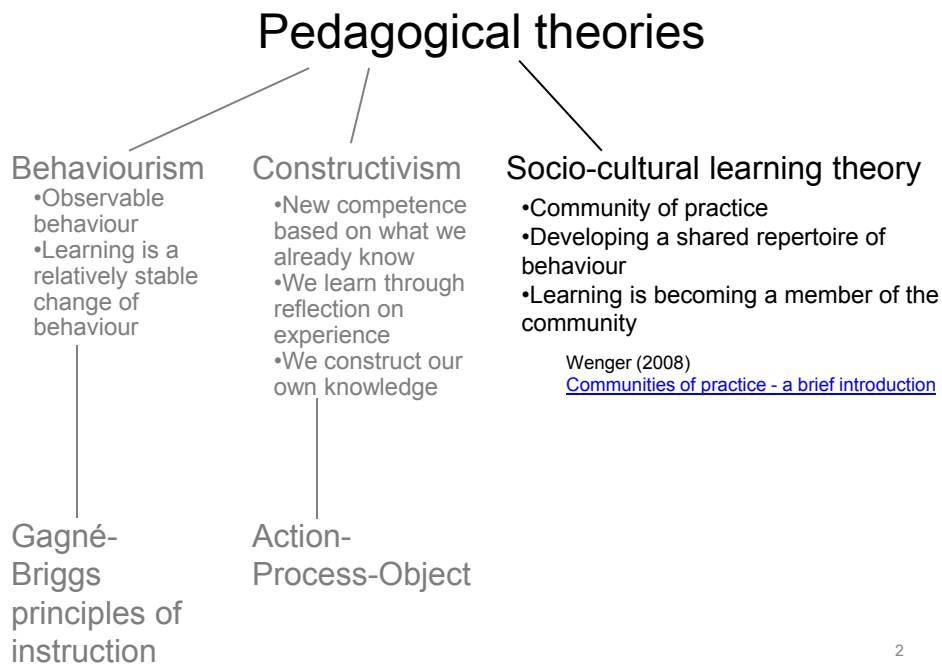 Pedagogical theories
Behaviourism
•Observable
behaviour
•Learning is a
relatively stable
change of
behaviour
Gagné-
Briggs
principles of
instruction
Constructivism
•New competence
based on what we
already know
•We learn through
reflection on
experience
•We construct our
own knowledge
Action-
Process-Object
Socio-cultural learning theory
•Community of practice
•Developing a shared repertoire of
behaviour
•Learning is becoming a member of the
community
Wenger (2008)
Communities of practice - a brief introduction
2